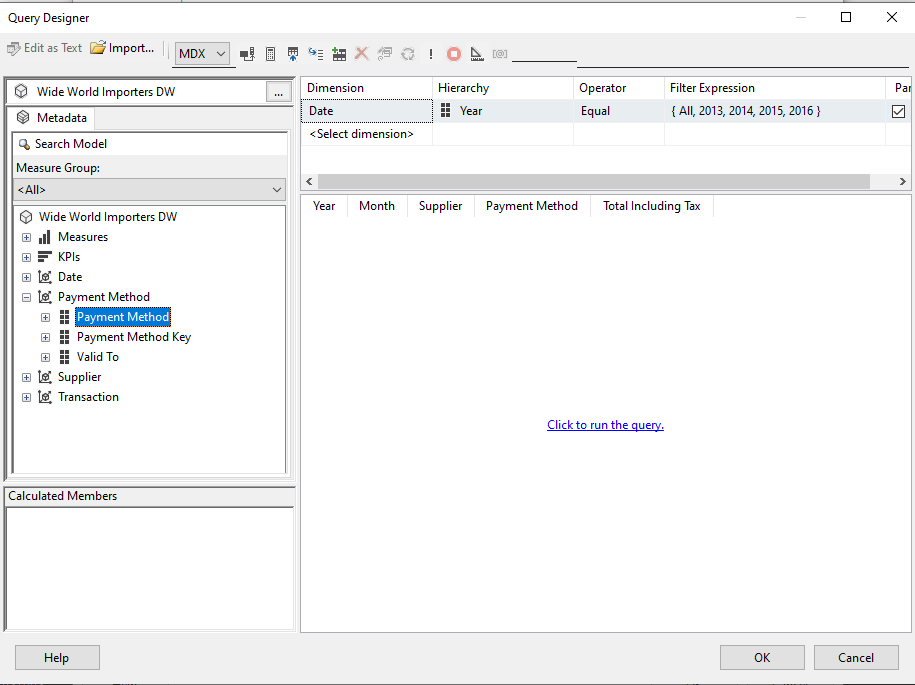 Query Designer
Edit as Text Import... MDX !
Wide World Importers DW ...
Metadata
Search Model
Measure Group:
<All>
Wide World Importers DW
Measures
KPIs
Date
Payment Method
Payment Method
Payment Method Key
Valid To
Supplier
Transaction
Calculated Members
Dimension Hierarchy Operator Filter Expression Par
Date Year Equal { All, 2013, 2014, 2015, 2016 }
<Select dimension>
Year Month Supplier Payment Method Total Including Tax
Click to run the query.
Help OK Cancel